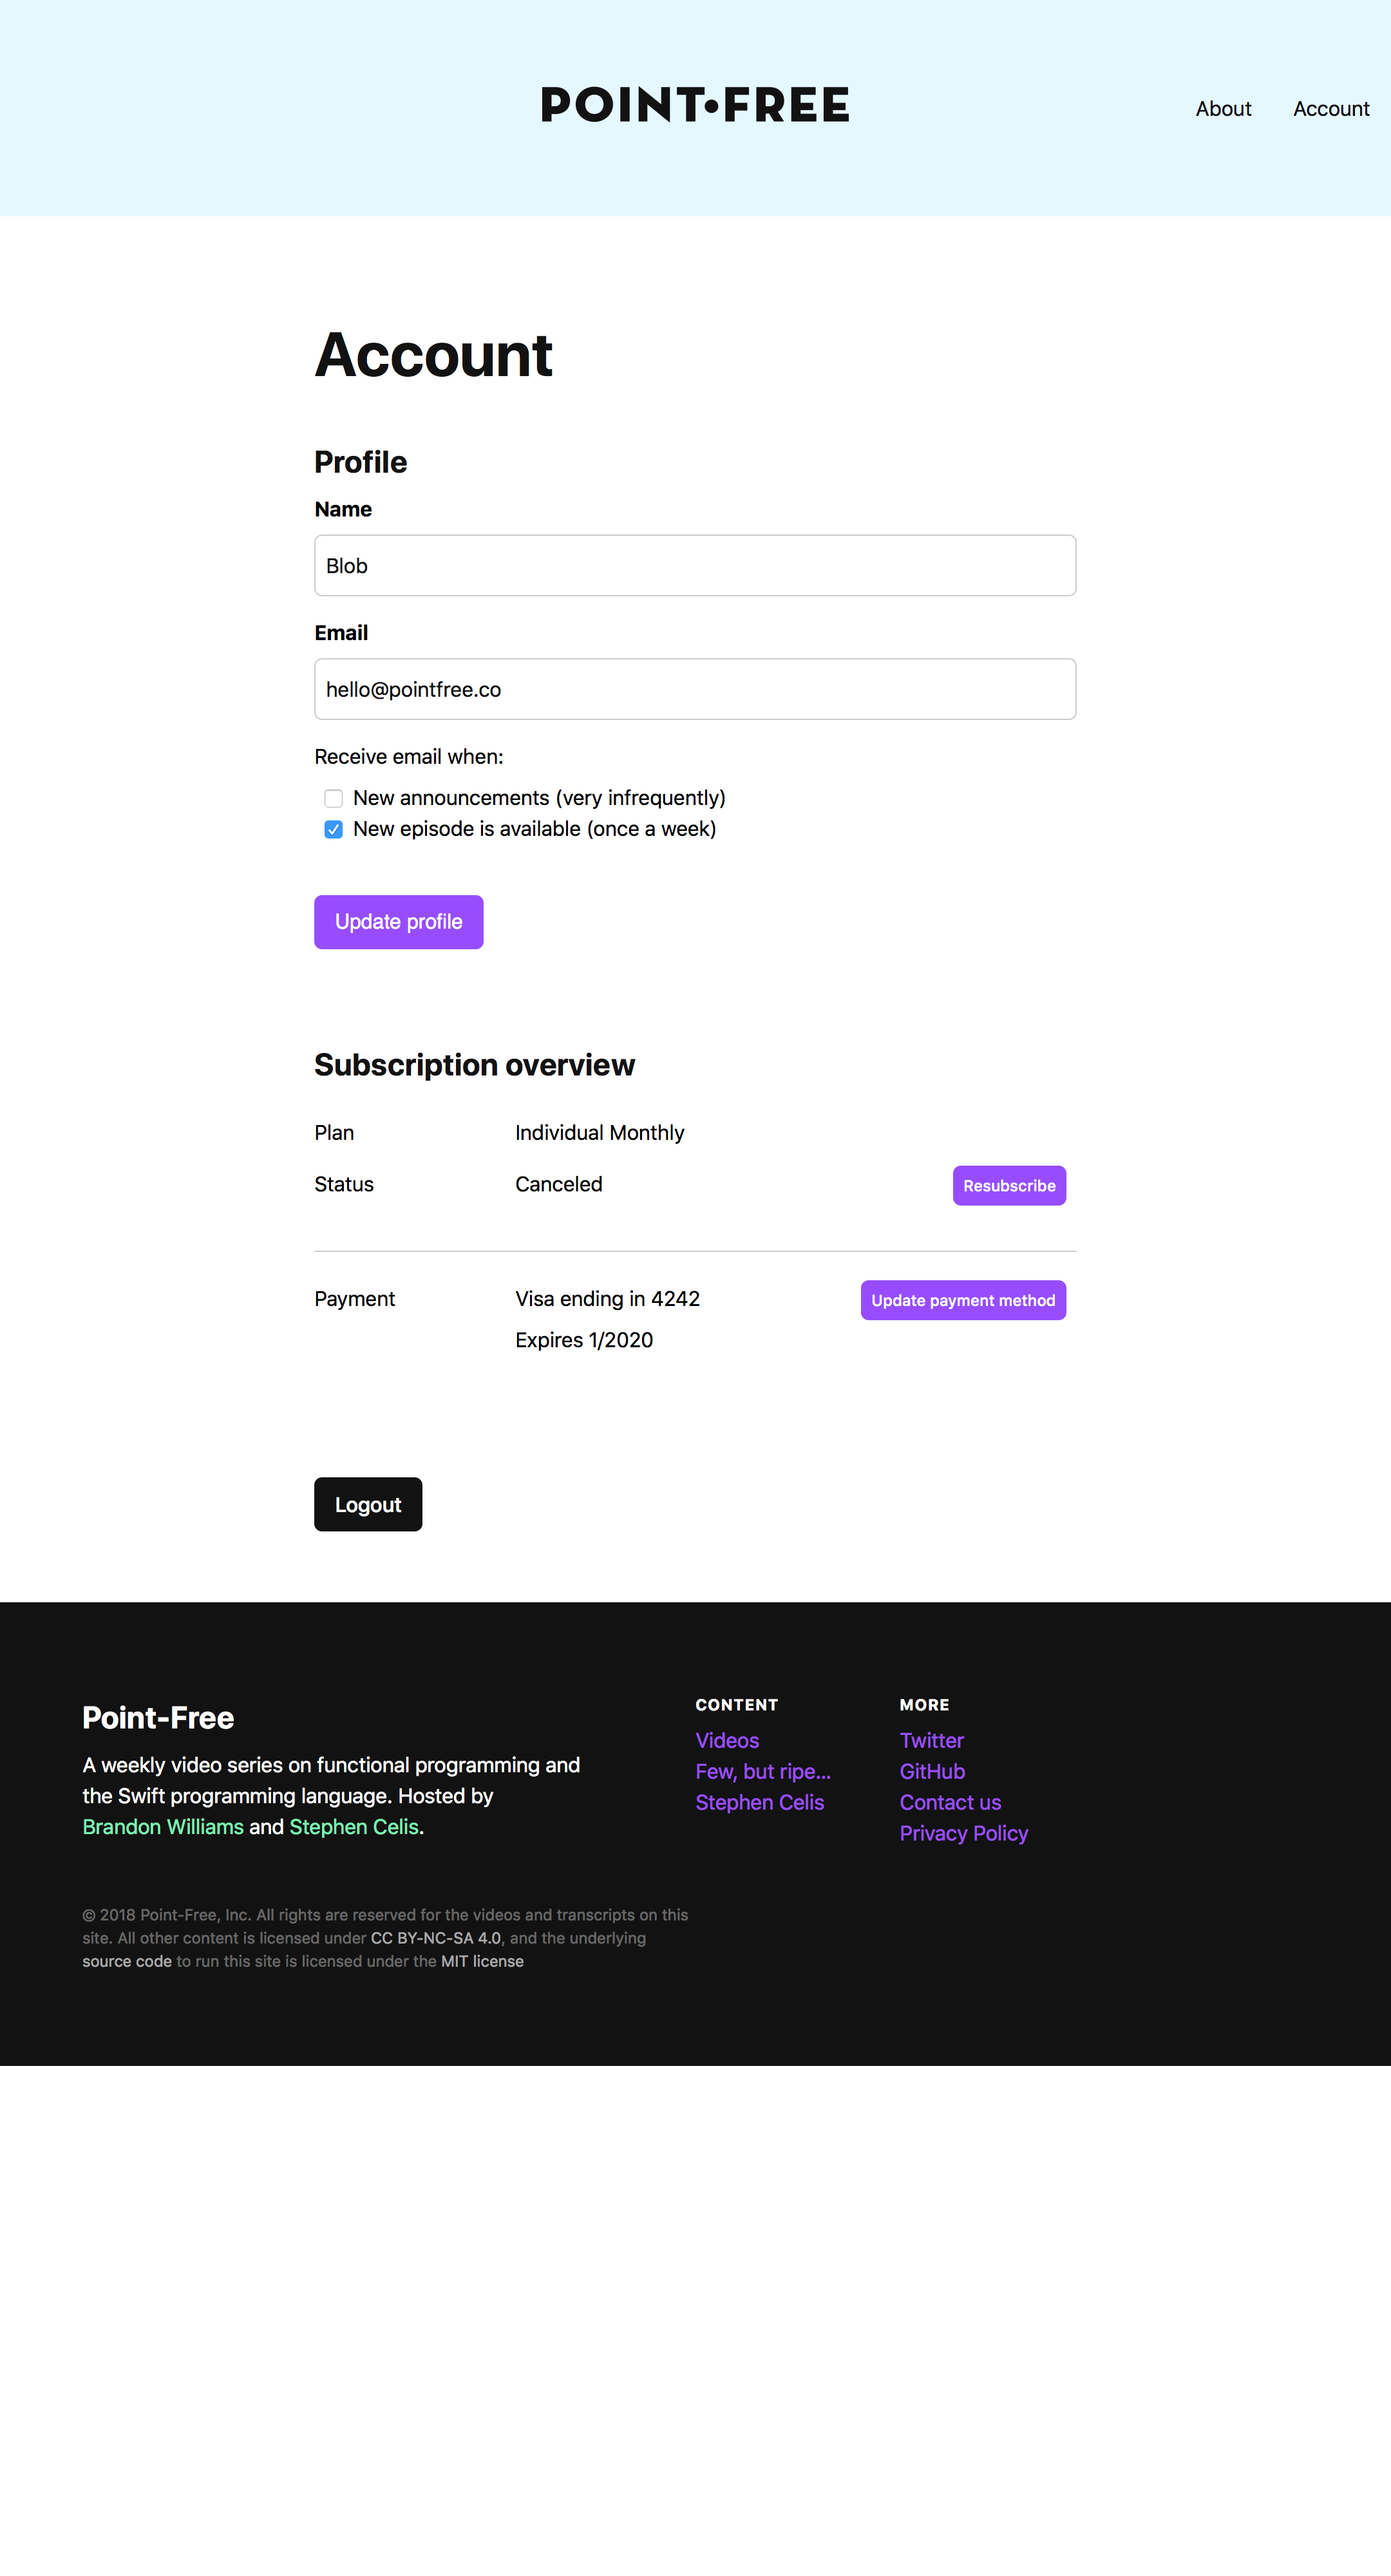 POINT•FREE
About Account
Account
Profile
Name
Blob
Email
hello@pointfree.co
Receive email when:
New announcements (very infrequently)
New episode is available (once a week)
Update profile
Subscription overview
Plan Individual Monthly
Status Canceled Resubscribe
Payment Visa ending in 4242 Update payment method
Expires 1/2020
Logout
Point-Free
A weekly video series on functional programming and
the Swift programming language. Hosted by
Brandon Williams and Stephen Celis.
CONTENT
Videos
Few, but ripe...
Stephen Celis
MORE
Twitter
GitHub
Contact us
Privacy Policy
© 2018 Point-Free, Inc. All rights are reserved for the videos and transcripts on this
site. All other content is licensed under CC BY-NC-SA 4.0, and the underlying
source code to run this site is licensed under the MIT license